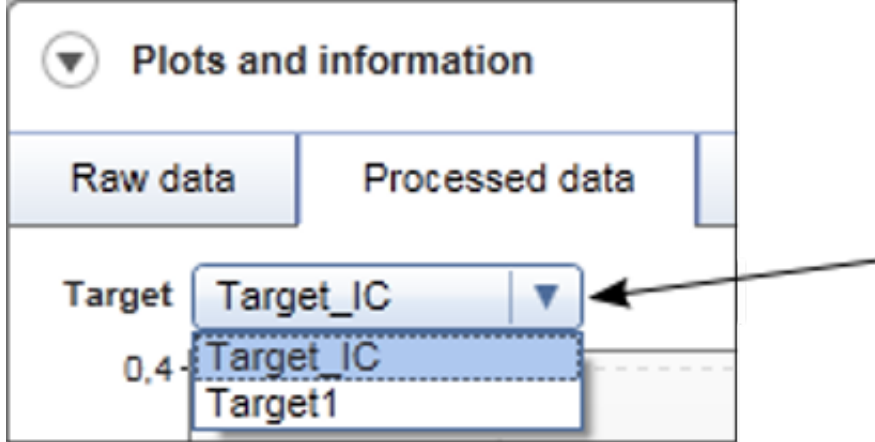 Plots and information
Raw data Processed data
Target Target_IC
0,4 Target_IC
Target1